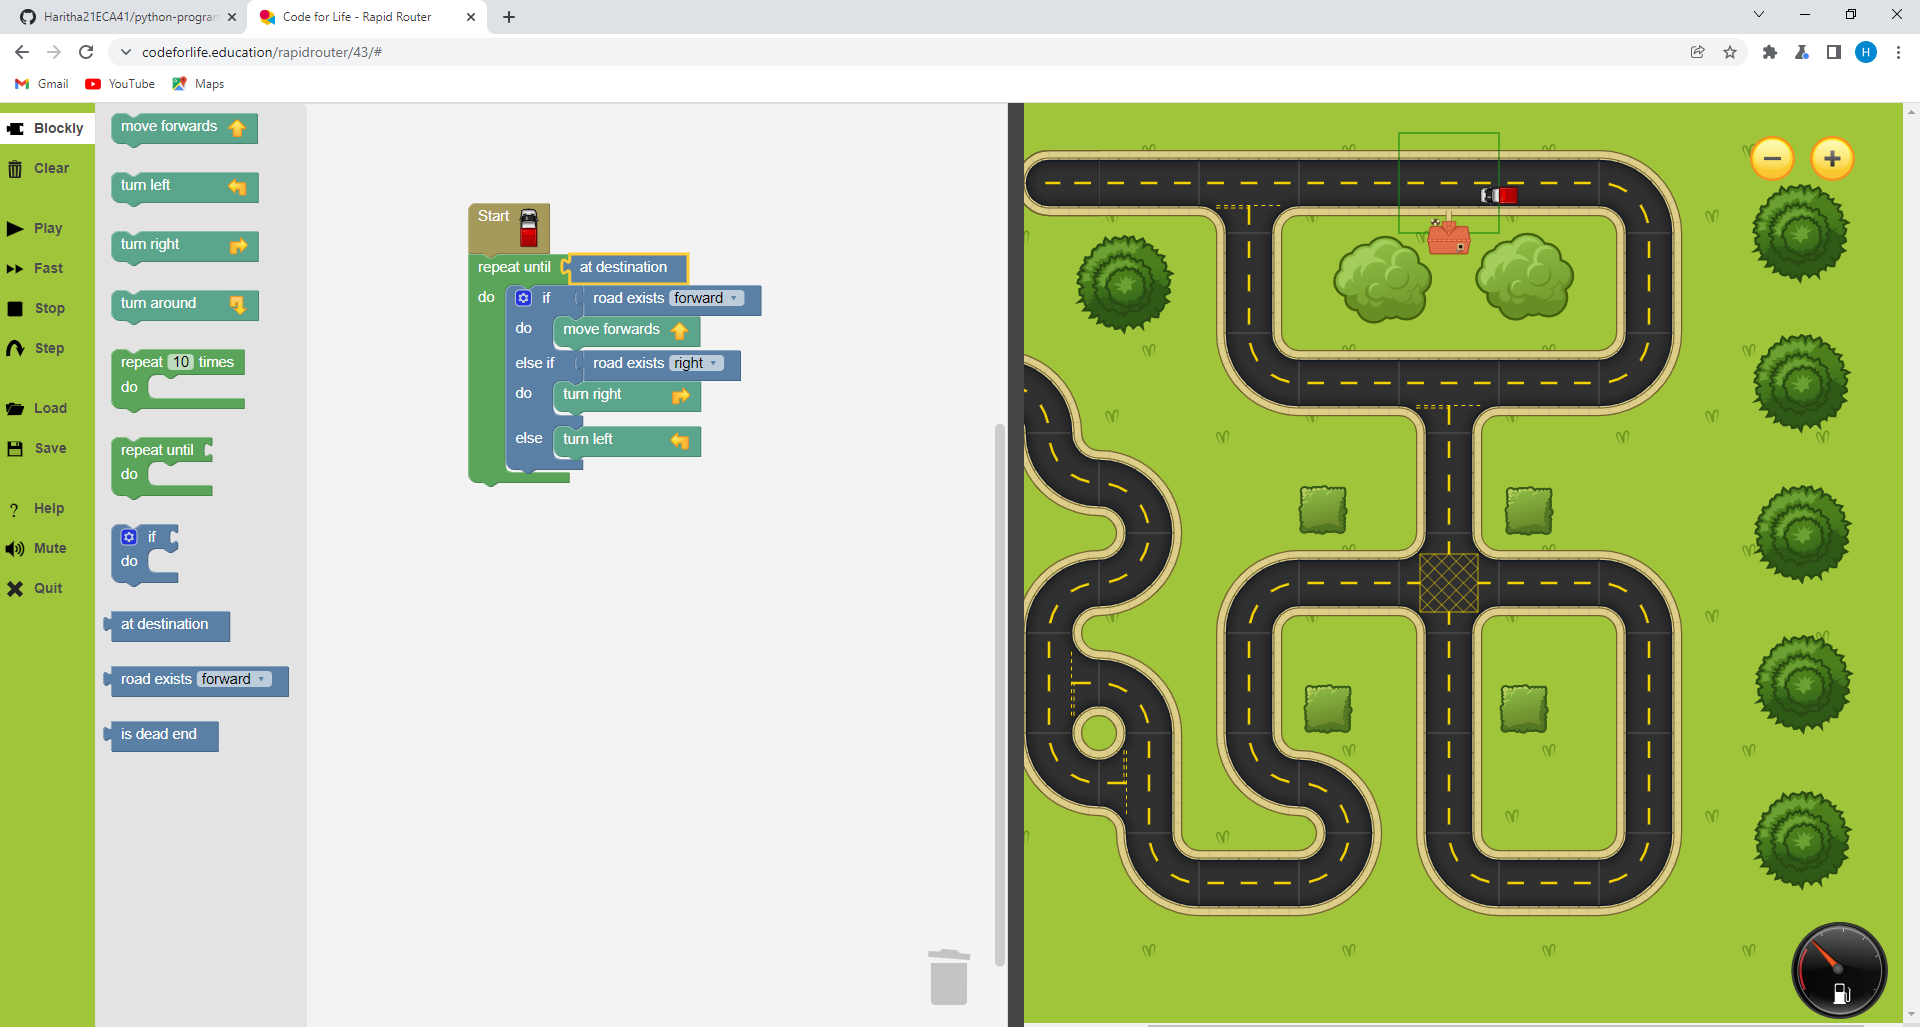 Haritha21ECA41/python-prograr
Code for Life - Rapid Router
codeforlife.education/rapidrouter/43/#
H
Gmail
YouTube
Maps
Blockly
Clear
Play
Fast
Stop
Step
Load
Save
Help
Mute
Quit
move forwards
turn left
turn right
turn around
repeat 10 times
do
repeat until
do
if
do
at destination
road exists forward
is dead end
Start
repeat until at destination
do if road exists forward
do move forwards
else if road exists right
do turn right
else turn left